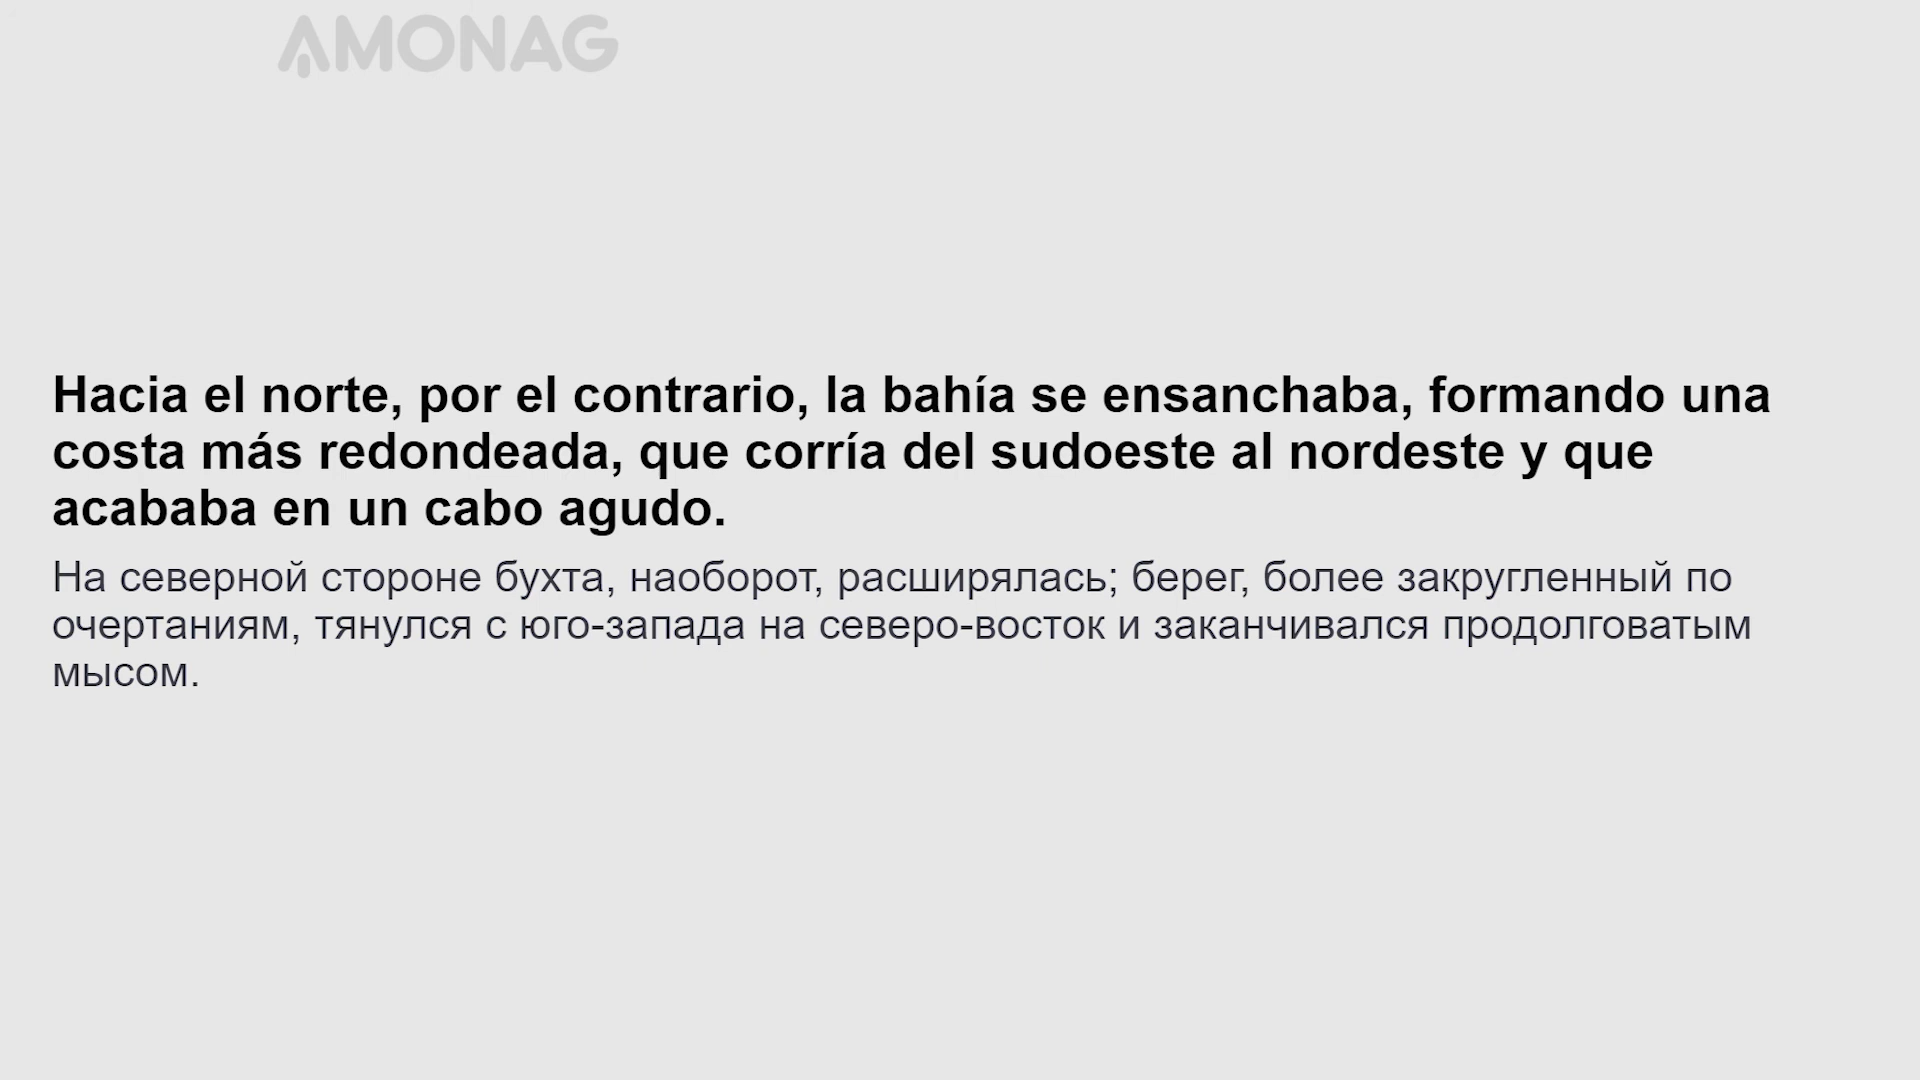 AMONAG
Hacia el norte, por el contrario, la bahía se ensanchaba, formando una
costa más redondeada, que corría del sudoeste al nordeste y que
acababa en un cabo agudo.
На северной стороне бухта, наоборот, расширялась; берег, более закругленный по
очертаниям, тянулся с юго-запада на северо-восток и заканчивался продолговатым
мысом.